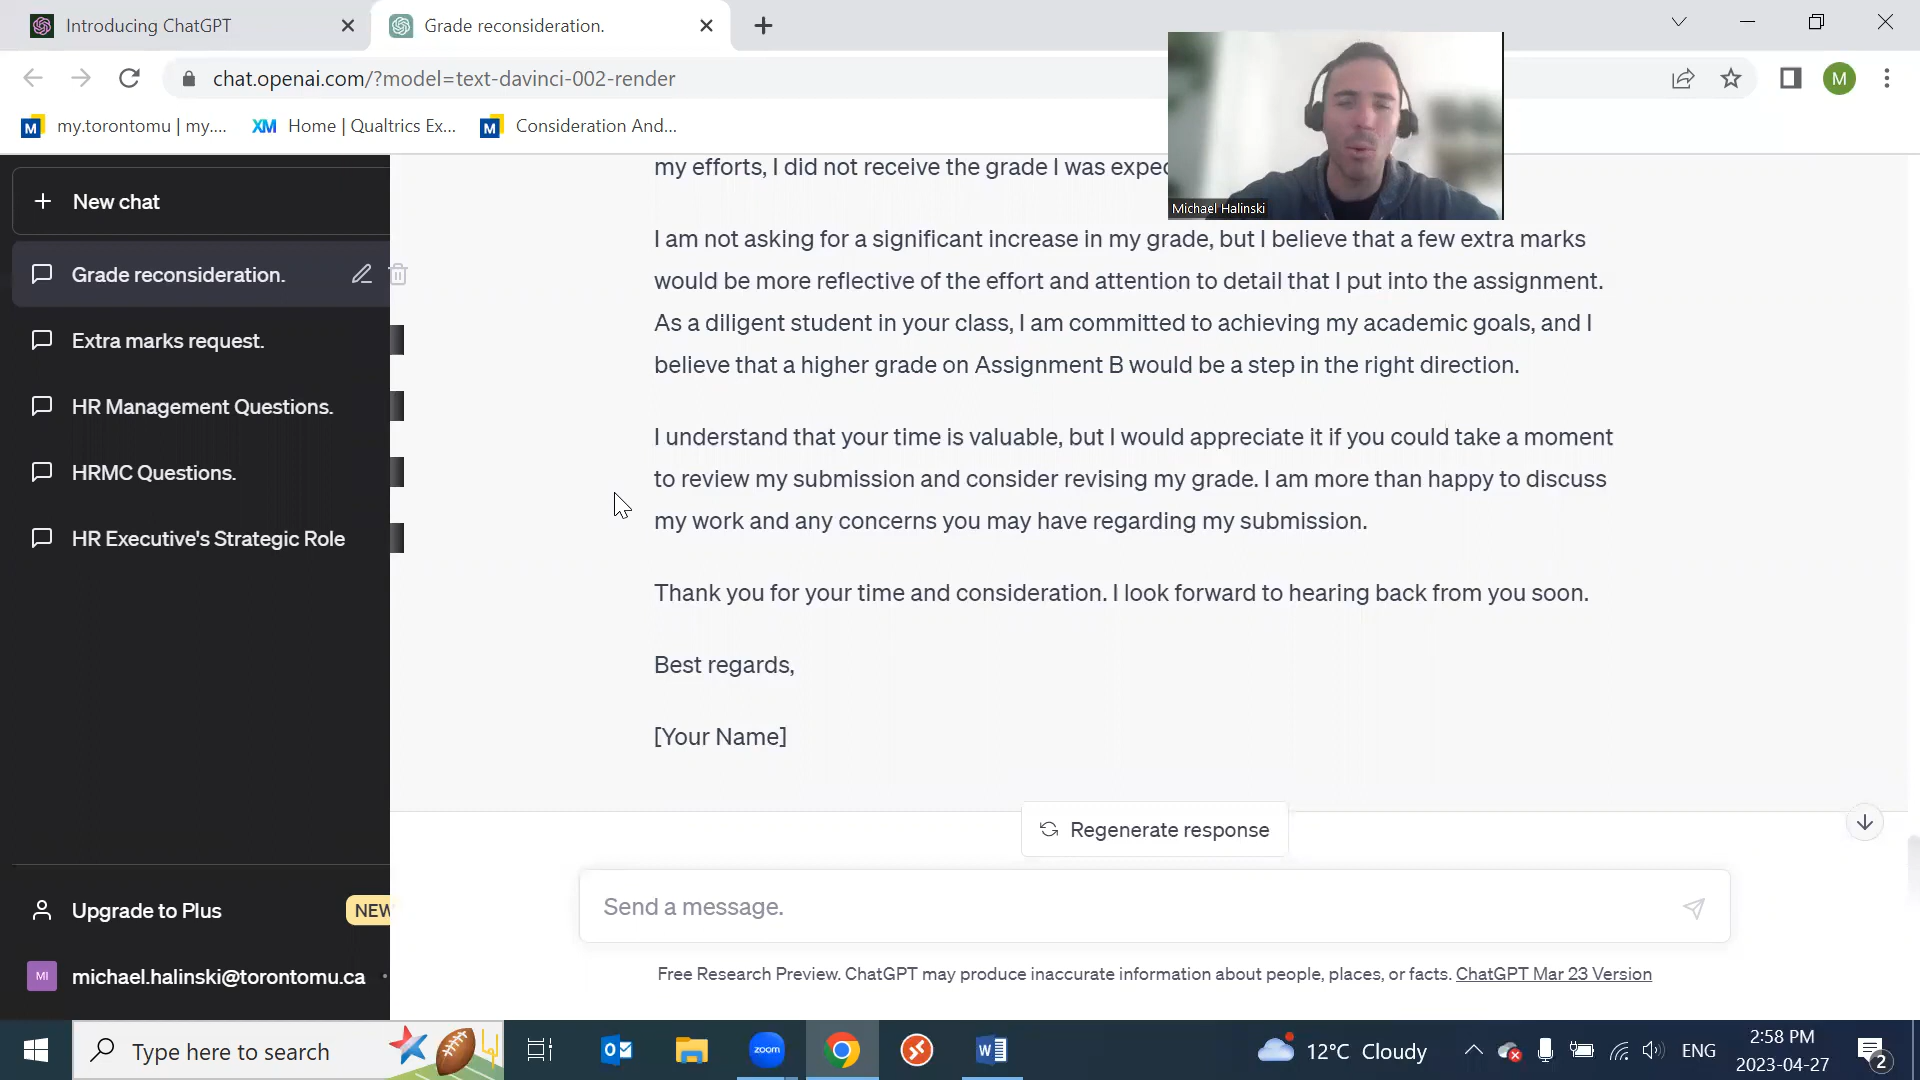 Introducing ChatGPT
Grade reconsideration.
chat.openai.com/?model=text-davinci-002-render
M
my.torontomu | my....
XM Home | Qualtrics Ex...
M Consideration And...
Michael Halinski
New chat
Grade reconsideration.
Extra marks request.
HR Management Questions.
HRMC Questions.
HR Executive's Strategic Role
Upgrade to Plus
NEW
MI michael.halinski@torontomu.ca
my efforts, I did not receive the grade I was expec
I am not asking for a significant increase in my grade, but I believe that a few extra marks
would be more reflective of the effort and attention to detail that I put into the assignment.
As a diligent student in your class, I am committed to achieving my academic goals, and I
believe that a higher grade on Assignment B would be a step in the right direction.
I understand that your time is valuable, but I would appreciate it if you could take a moment
to review my submission and consider revising my grade. I am more than happy to discuss
my work and any concerns you may have regarding my submission.
Thank you for your time and consideration. I look forward to hearing back from you soon.
Best regards,
[Your Name]
Regenerate response
Send a message.
Free Research Preview. ChatGPT may produce inaccurate information about people, places, or facts. ChatGPT Mar 23 Version
Type here to search
zoom
12°C Cloudy
ENG
2:58 PM
2023-04-27
2